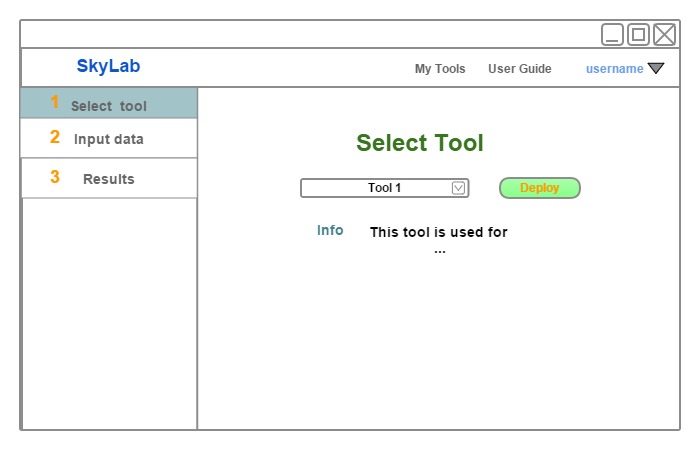 SkyLab
My Tools User Guide username
1 Select tool
2 Input data
3 Results
Select Tool
Tool 1 Deploy
Info This tool is used for
...